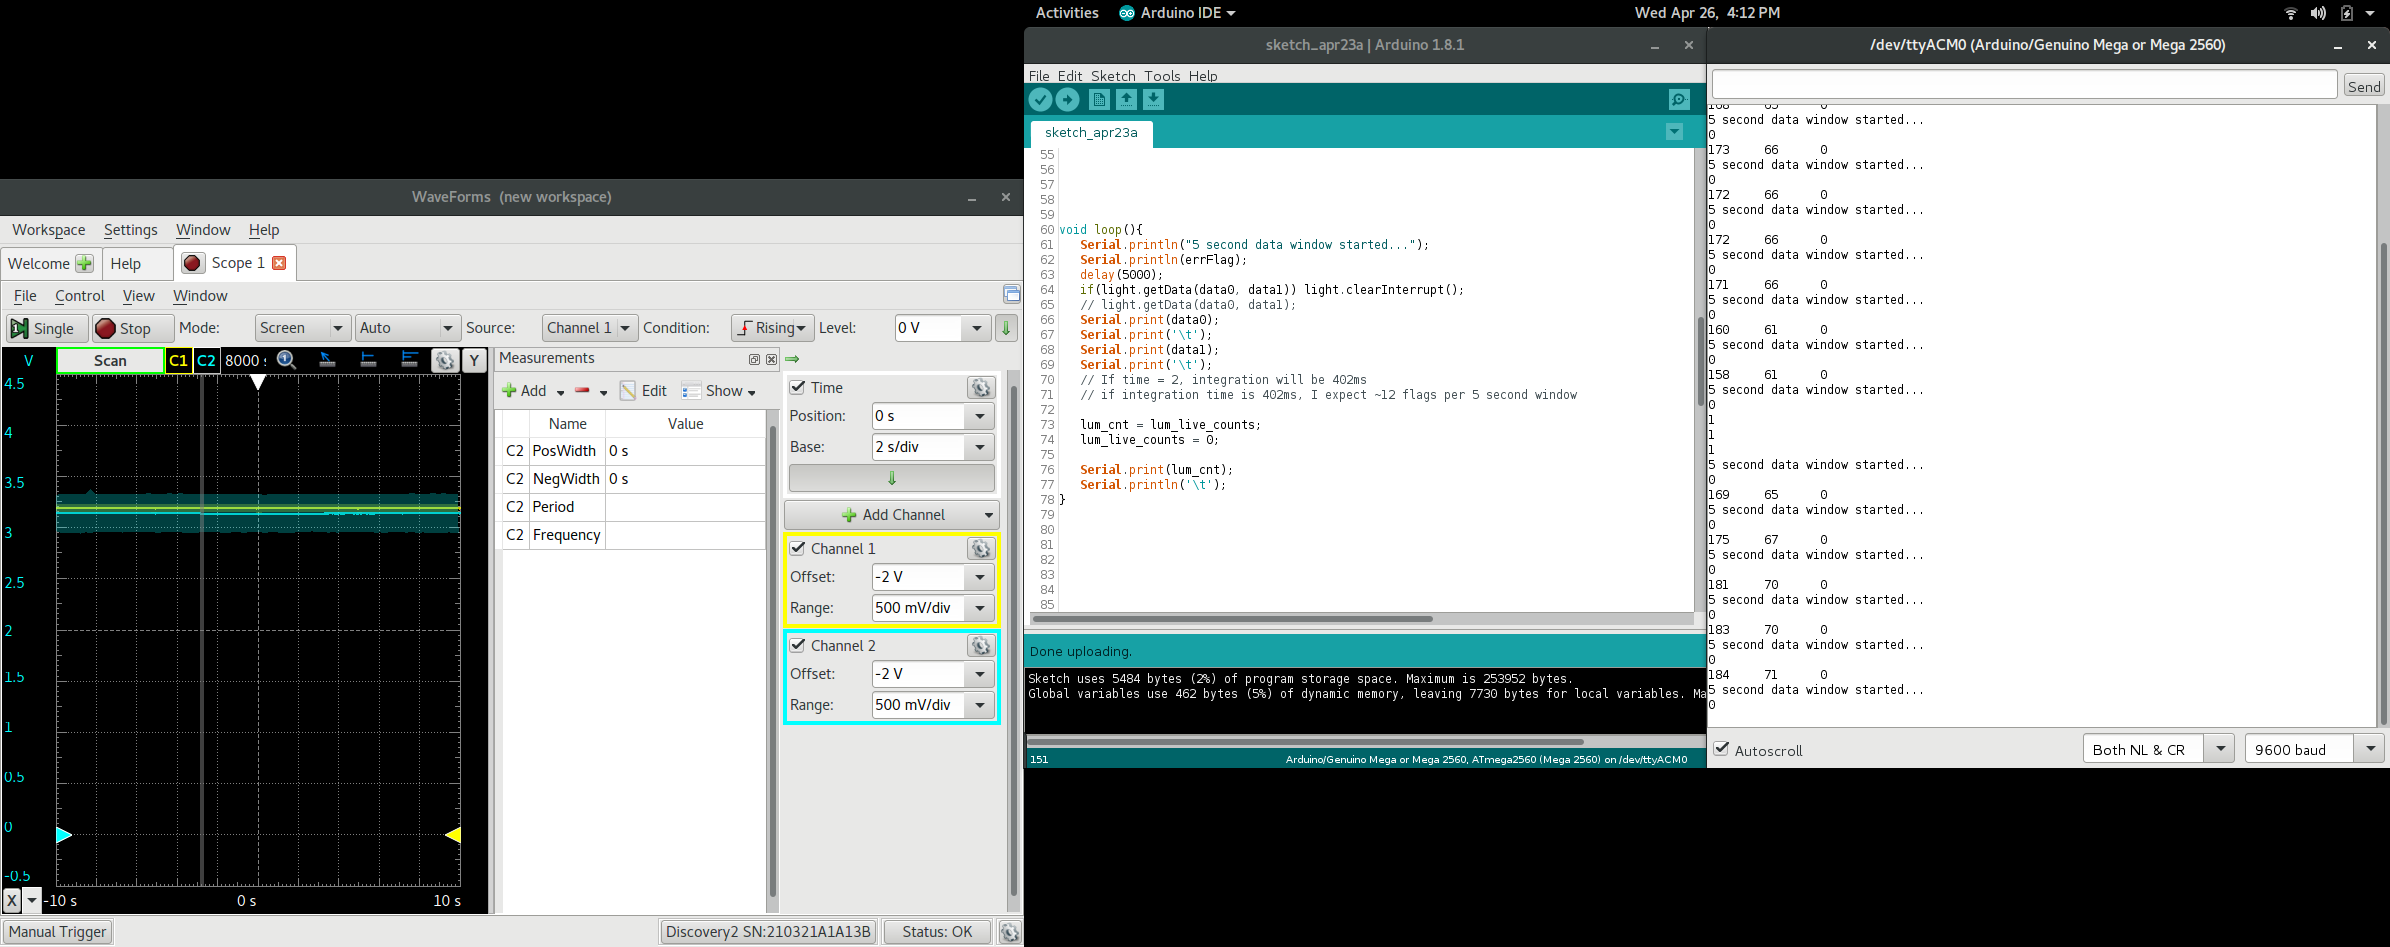 Activities
Arduino IDE
Wed Apr 26, 4:12 PM
WaveForms (new workspace)
Workspace Settings Window Help
Welcome Help Scope 1
File Control View Window
Single Stop Mode: Screen Auto Source: Channel 1 Condition: Rising Level: 0 V
V Scan C1 C2 8000 Y
4.5
4
3.5
3
2.5
2
1.5
1
0.5
0
-0.5
X -10 s 0 s 10 s
Measurements
Add Edit Show
Name Value
C2 PosWidth 0 s
C2 NegWidth 0 s
C2 Period
C2 Frequency
Time
Position: 0 s
Base: 2 s/div
Add Channel
Channel 1
Offset: -2 V
Range: 500 mV/div
Channel 2
Offset: -2 V
Range: 500 mV/div
Manual Trigger Discovery2 SN:210321A1A13B Status: OK
sketch_apr23a | Arduino 1.8.1
File Edit Sketch Tools Help
sketch_apr23a
55
56
57
58
59
60 void loop(){
61 Serial.println("5 second data window started...");
62 Serial.println(errFlag);
63 delay(5000);
64 if(light.getData(data0, data1)) light.clearInterrupt();
65 // light.getData(data0, data1);
66 Serial.print(data0);
67 Serial.print('\t');
68 Serial.print(data1);
69 Serial.print('\t');
70 // If time = 2, integration will be 402ms
71 // if integration time is 402ms, I expect ~12 flags per 5 second window
72
73 lum_cnt = lum_live_counts;
74 lum_live_counts = 0;
75
76 Serial.print(lum_cnt);
77 Serial.println('\t');
78 }
79
80
81
82
83
84
85
Done uploading.
Sketch uses 5484 bytes (2%) of program storage space. Maximum is 253952 bytes.
Global variables use 462 bytes (5%) of dynamic memory, leaving 7730 bytes for local variables. Ma
151 Arduino/Genuino Mega or Mega 2560, ATmega2560 (Mega 2560) on /dev/ttyACM0
/dev/ttyACM0 (Arduino/Genuino Mega or Mega 2560)
Send
168 65 0
5 second data window started...
0
173 66 0
5 second data window started...
0
172 66 0
5 second data window started...
0
172 66 0
5 second data window started...
0
171 66 0
5 second data window started...
0
160 61 0
5 second data window started...
0
158 61 0
5 second data window started...
0
1
1
1
5 second data window started...
0
169 65 0
5 second data window started...
0
175 67 0
5 second data window started...
0
181 70 0
5 second data window started...
0
183 70 0
5 second data window started...
0
184 71 0
5 second data window started...
0
Autoscroll Both NL & CR 9600 baud